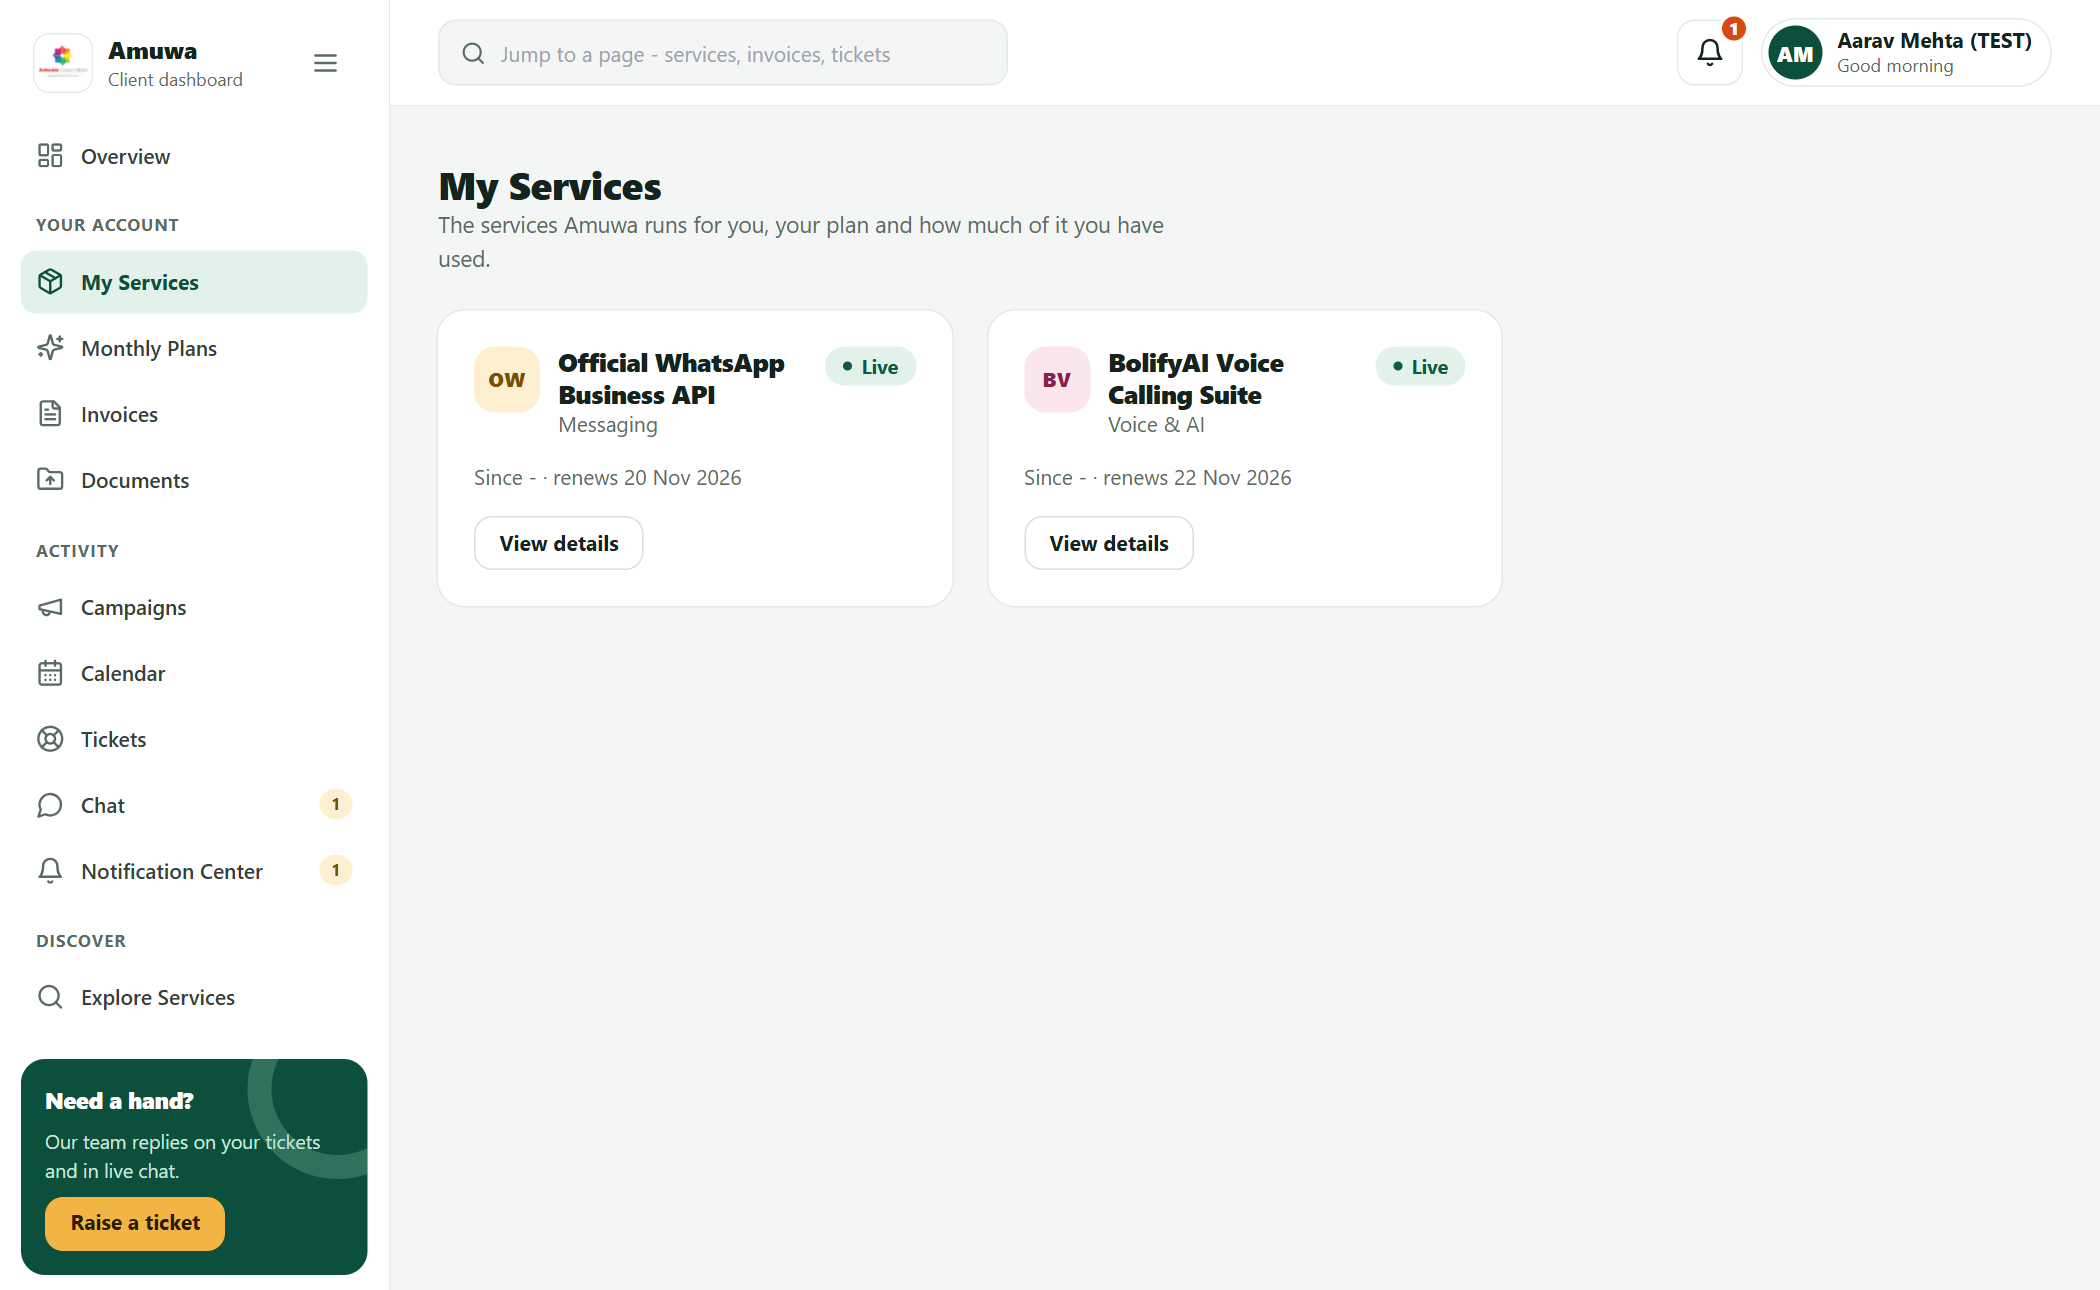 Amuwa
Client dashboard
Overview
YOUR ACCOUNT
My Services
Monthly Plans
Invoices
Documents
ACTIVITY
Campaigns
Calendar
Tickets
Chat 1
Notification Center 1
DISCOVER
Explore Services
Need a hand?
Our team replies on your tickets
and in live chat.
Raise a ticket
Jump to a page - services, invoices, tickets
1
AM
Aarav Mehta (TEST)
Good morning
My Services
The services Amuwa runs for you, your plan and how much of it you have
used.
OW
Official WhatsApp
Business API
Messaging
Live
Since - · renews 20 Nov 2026
View details
BV
BolifyAI Voice
Calling Suite
Voice & AI
Live
Since - · renews 22 Nov 2026
View details